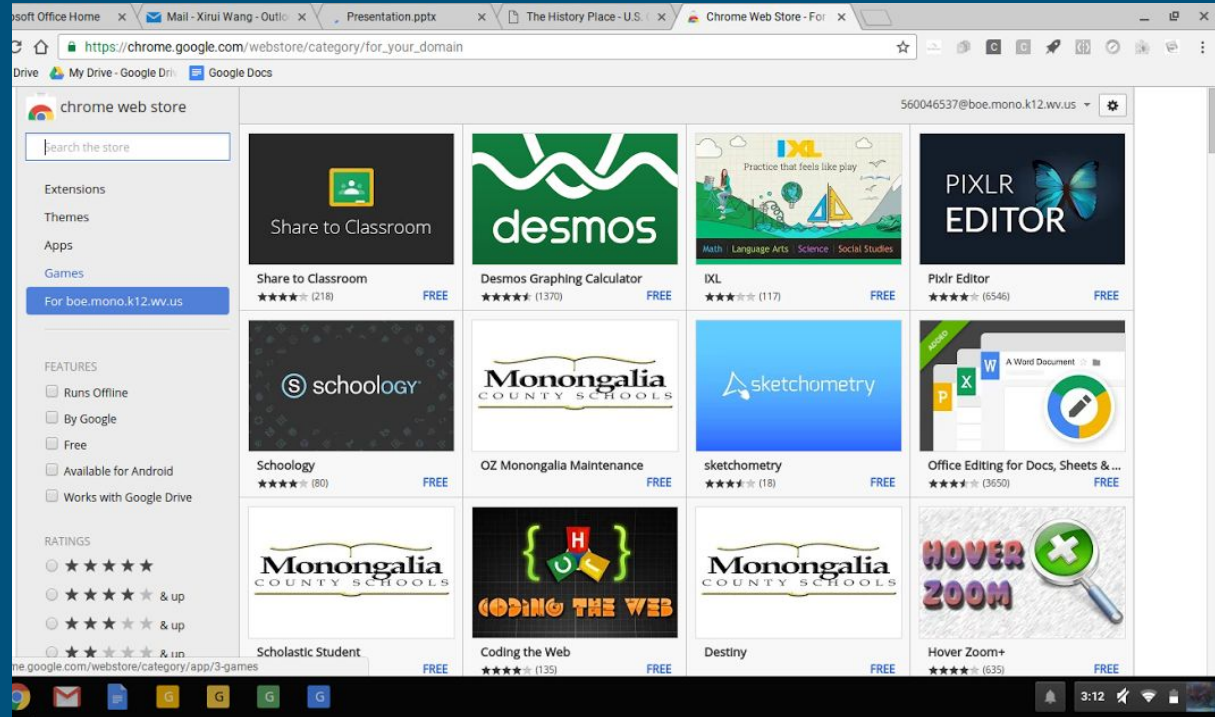 osoft Office Home
Mail - Xirui Wang - Outlo
Presentation.pptx
The History Place - U.S. C
Chrome Web Store - For
https://chrome.google.com/webstore/category/for_your_domain
Drive
My Drive - Google Dri
Google Docs
chrome web store
560046537@boe.mono.k12.wv.us
Search the store
Extensions
Themes
Apps
Games
For boe.mono.k12.wv.us
FEATURES
Runs Offline
By Google
Free
Available for Android
Works with Google Drive
RATINGS
& up
& up
& up
me.google.com/webstore/category/app/3-games
Share to Classroom
Share to Classroom
(218) FREE
desmos
Desmos Graphing Calculator
(1370) FREE
IXL
Practice that feels like play
Math Language Arts Science Social Studies
IXL
(117) FREE
PIXLR
EDITOR
Pixlr Editor
(6546) FREE
S schoology
Schoology
(80) FREE
Monongalia
COUNTY SCHOOLS
OZ Monongalia Maintenance
FREE
sketchometry
sketchometry
(18) FREE
ADDED
A Word Document
W
X
P
Office Editing for Docs, Sheets & ...
(3650) FREE
Monongalia
COUNTY SCHOOLS
Scholastic Student
FREE
{ H C J }
CODING THE WEB
Coding the Web
(135) FREE
Monongalia
COUNTY SCHOOLS
Destiny
FREE
HOVER
ZOOM
Hover Zoom+
(635) FREE
G
G
G
G
3:12